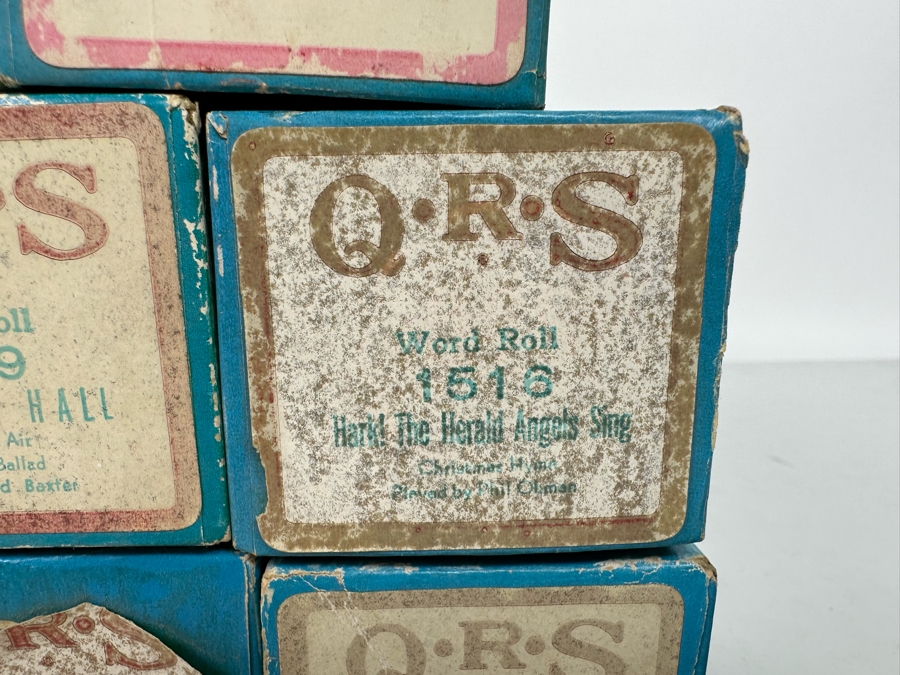 R·S
oll
9
HALL
Air
Ballad
d Baxter
Q·R·S
Word Roll
1516
Hark! The Herald Angels Sing
Christmas Hymn
Played by Phil Ohman
R·S
Q·R·S